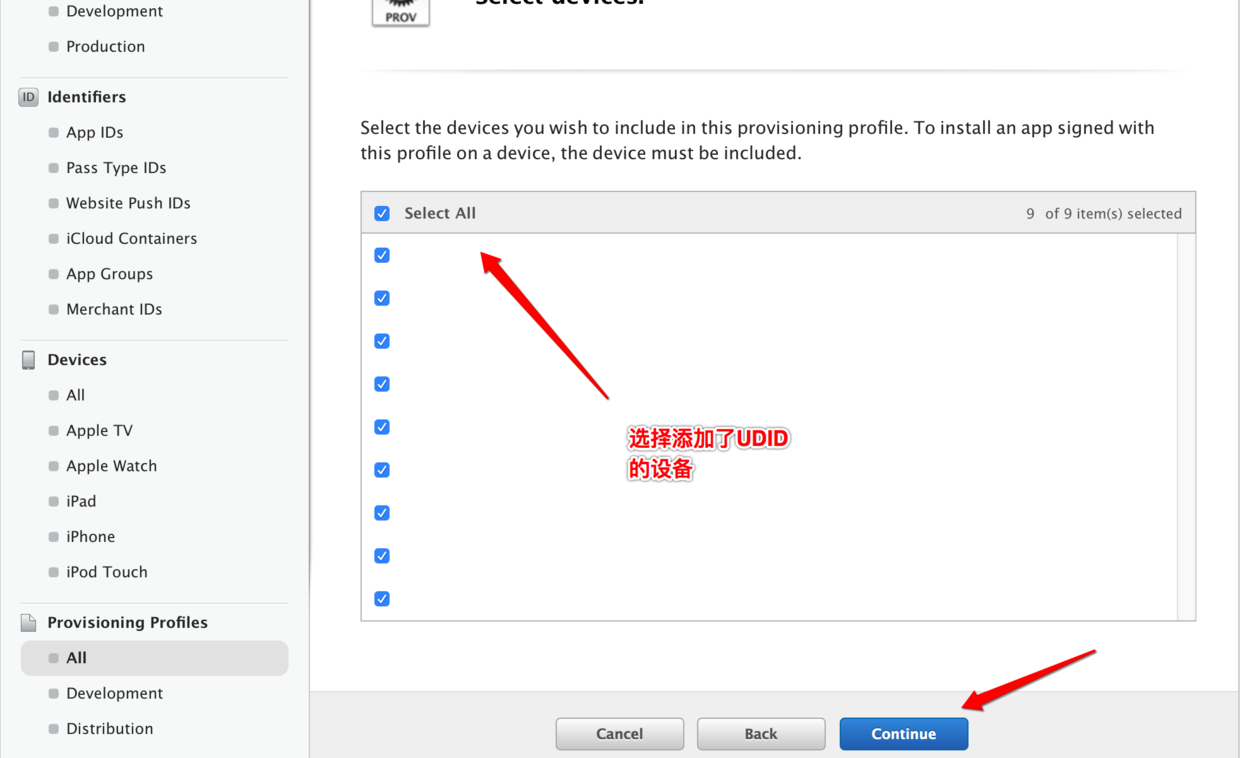 Development
Production
ID Identifiers
App IDs
Pass Type IDs
Website Push IDs
iCloud Containers
App Groups
Merchant IDs
Devices
All
Apple TV
Apple Watch
iPad
iPhone
iPod Touch
Provisioning Profiles
All
Development
Distribution
PROV
Select devices.
Select the devices you wish to include in this provisioning profile. To install an app signed with
this profile on a device, the device must be included.
Select All
9 of 9 item(s) selected
选择添加了UDID
的设备
Cancel
Back
Continue